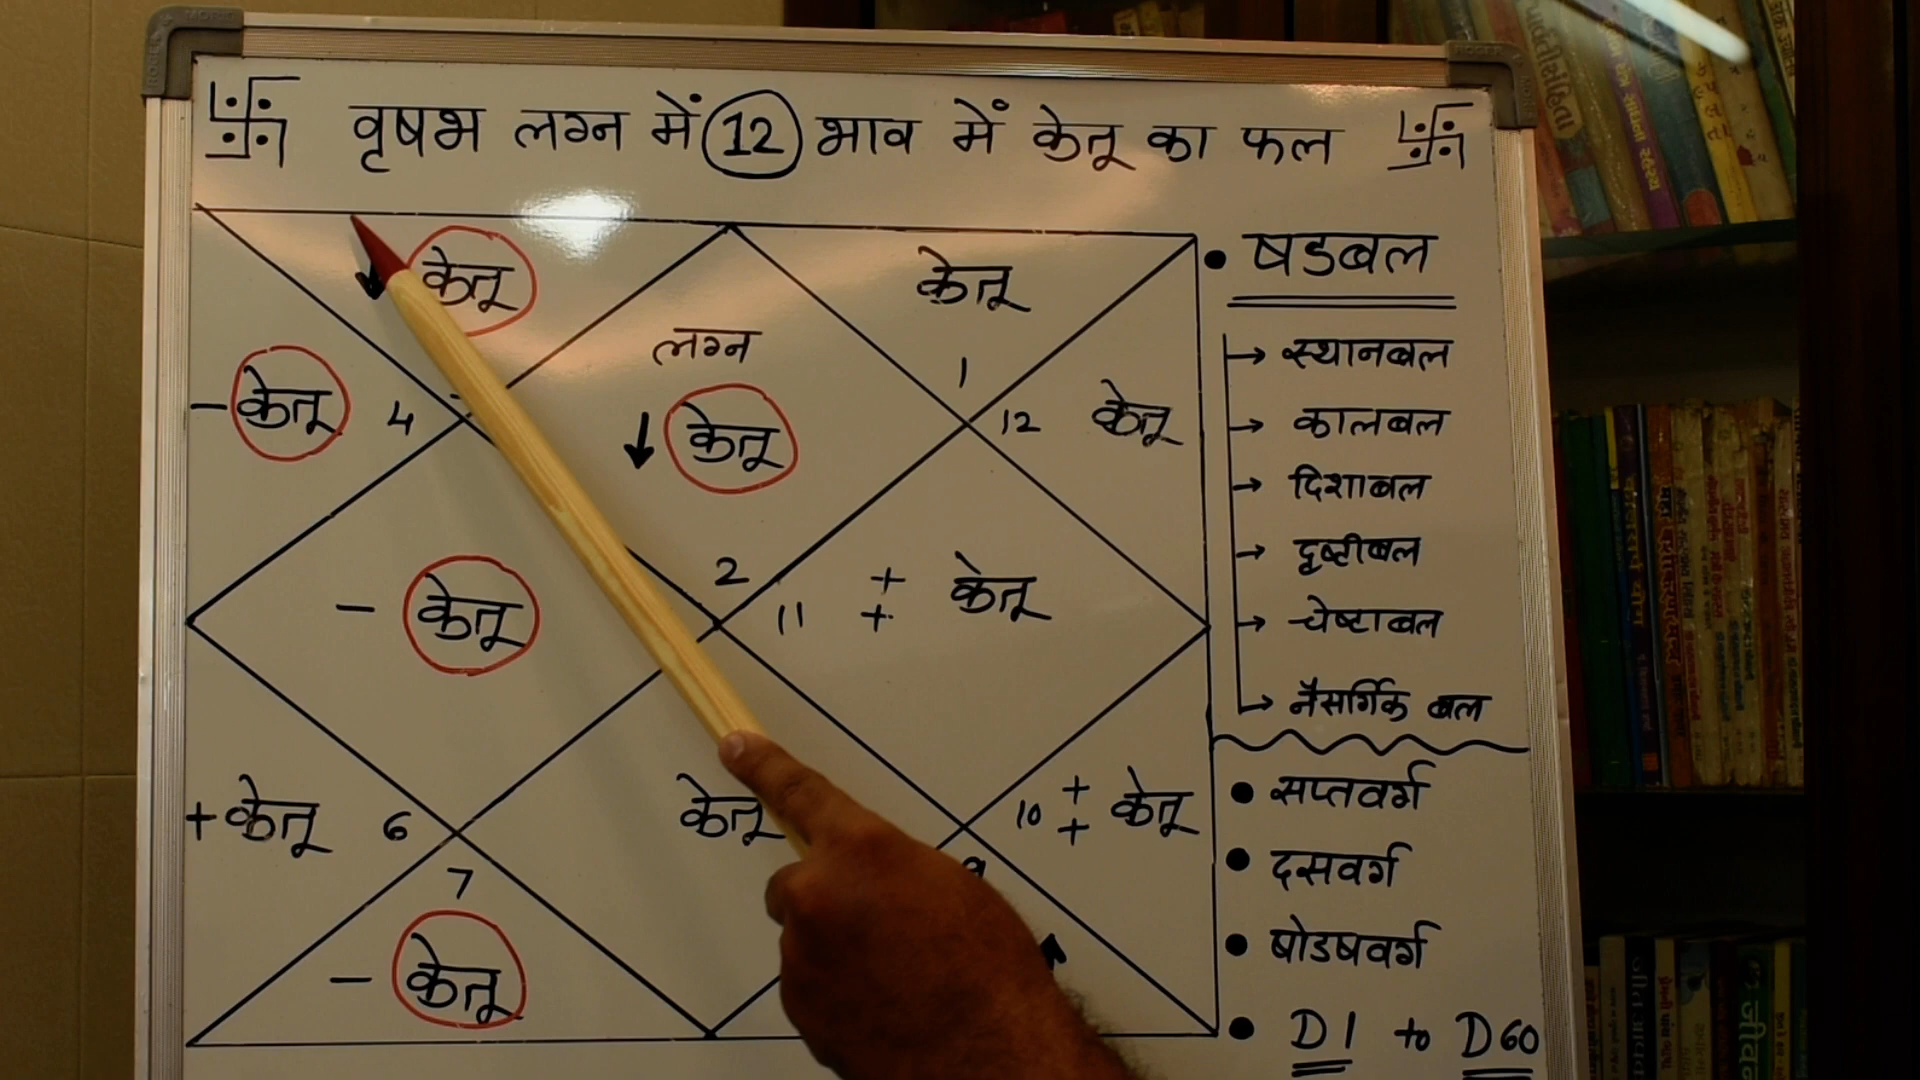 वृषभ लग्न में 12 भाव में केतू का फल
केतू
केतू
लग्न
- केतू 4
केतू
1
12 केतू
2
- केतू
11 + + केतू
+ केतू 6
केतू
10 + + केतू
7
- केतू
9
• षडबल
→ स्थानबल
→ कालबल
→ दिशाबल
→ दृष्टीबल
→ चेष्टाबल
→ नैसर्गिक बल
• सप्तवर्ग
• दसवर्ग
• षोडषवर्ग
• D1 to D60